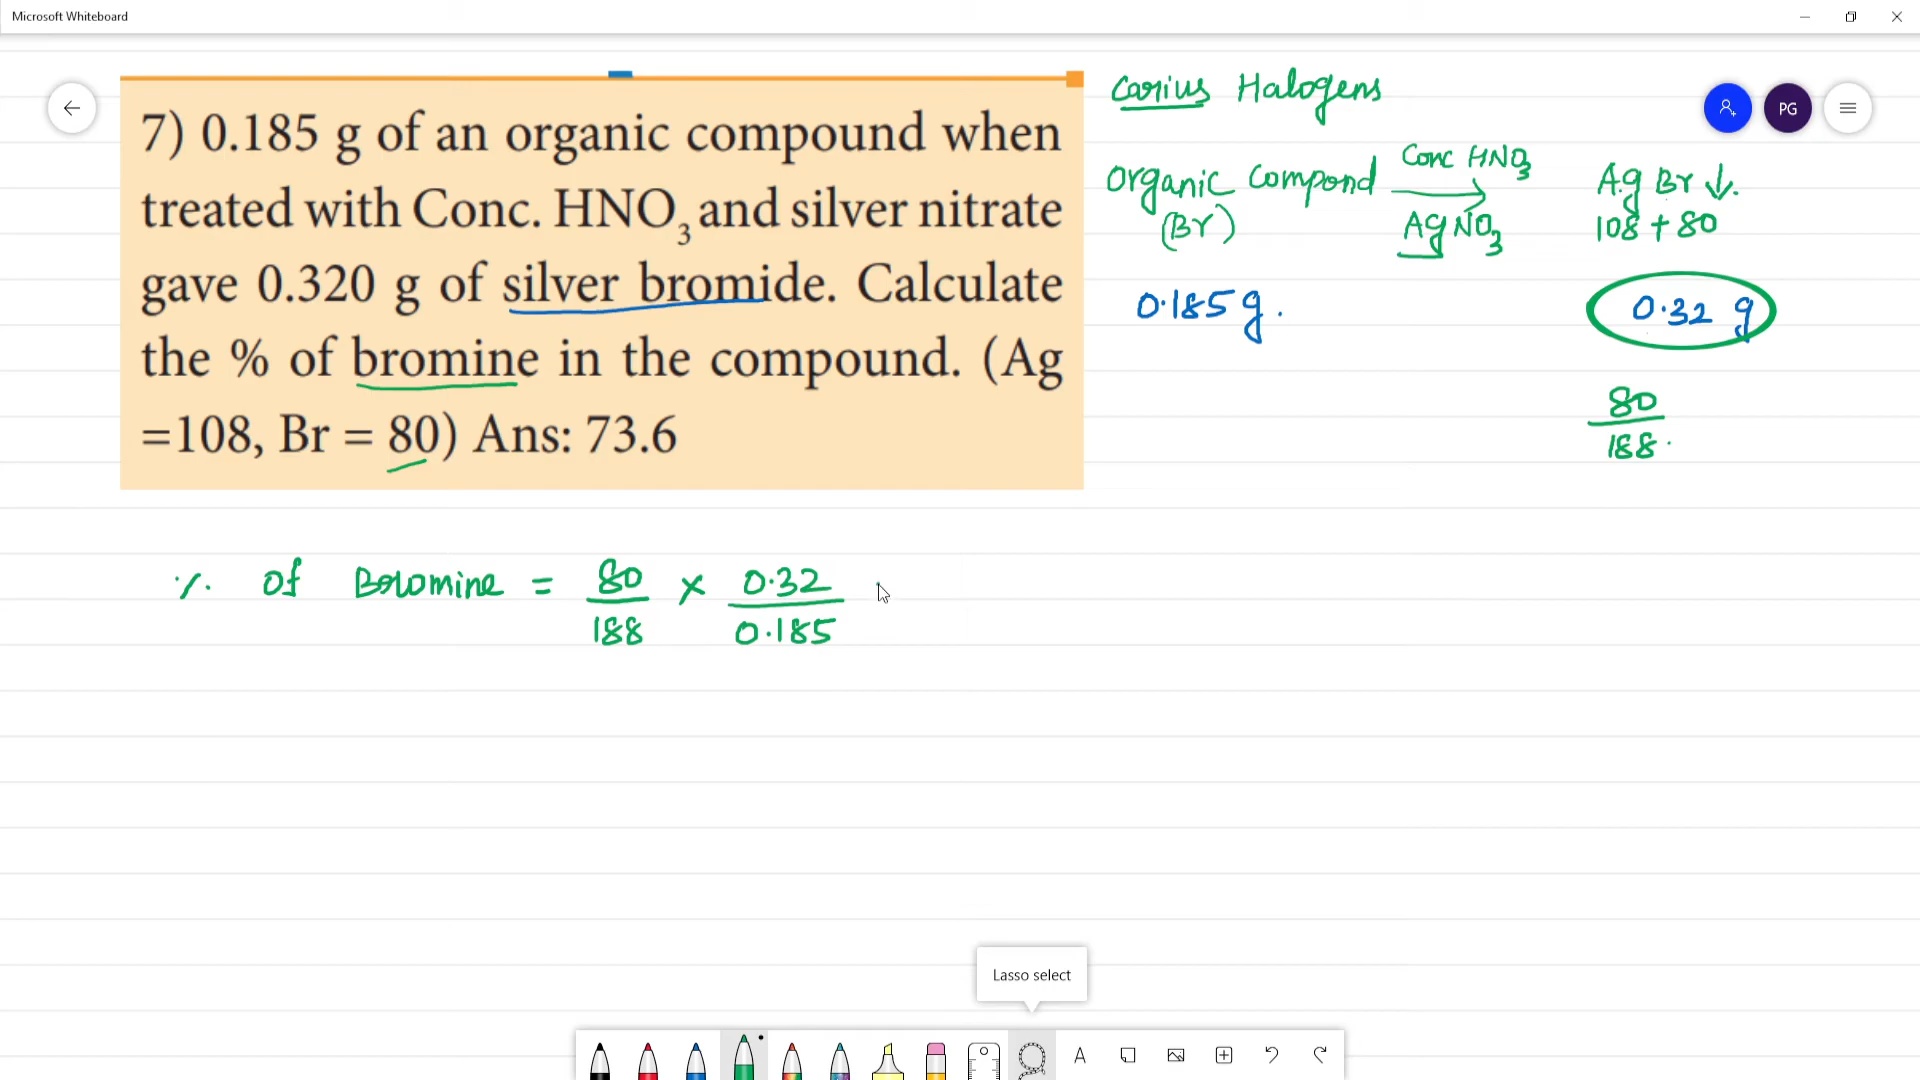 Microsoft Whiteboard
7) 0.185 g of an organic compound when
treated with Conc. HNO3 and silver nitrate
gave 0.320 g of silver bromide. Calculate
the % of bromine in the compound. (Ag
=108, Br = 80) Ans: 73.6
Carius Halogens
PG
Organic Compond Conc HNO3 AgBr ↓.
(Br) AgNO3 108 + 80
0.185 g. 0.32 g
80
188.
% Of Boromine = 80/188 × 0.32/0.185
Lasso select
A